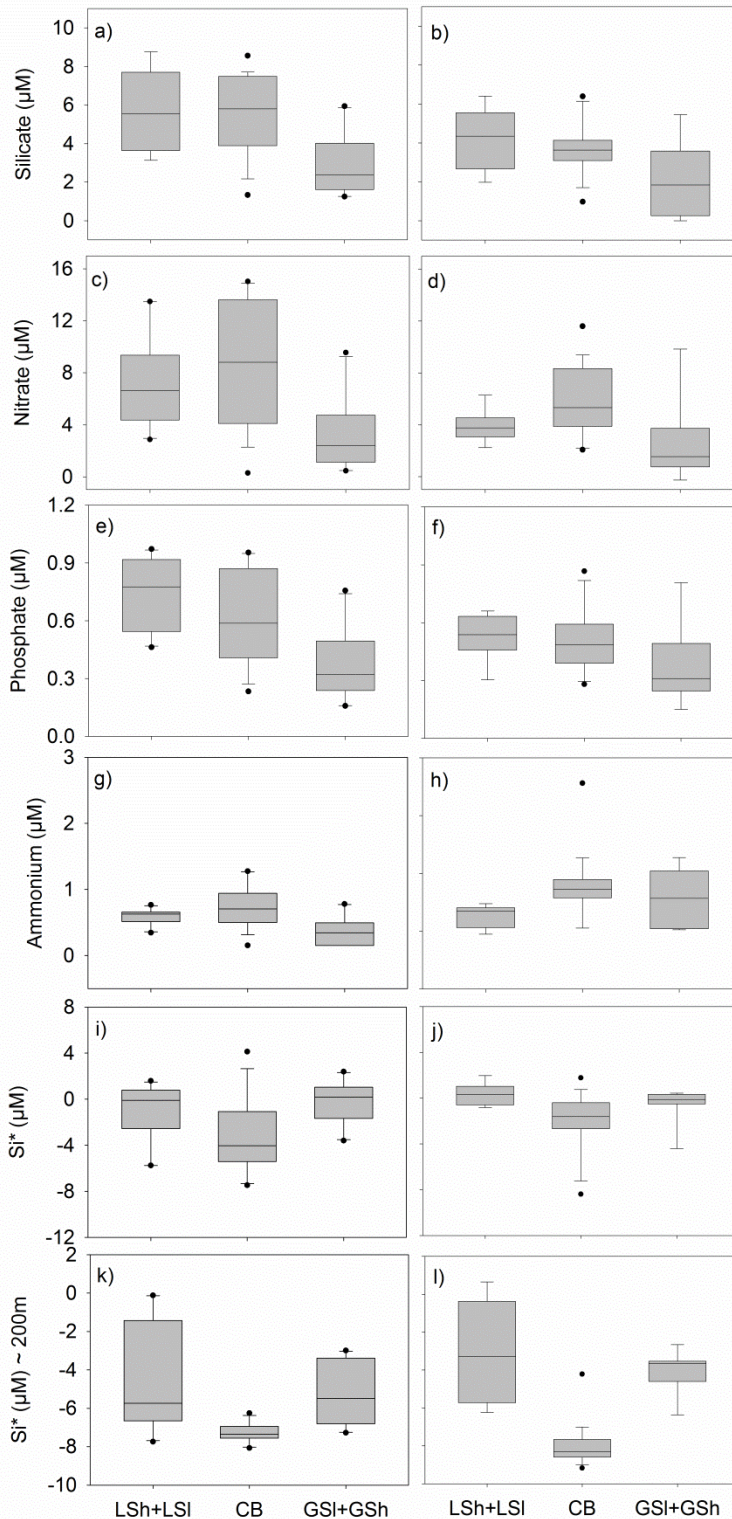 a)
b)
8
6
4
2
0
Silicate (µM)
c)
d)
16
12
8
4
0
Nitrate (µM)
e)
f)
1.2
0.9
0.6
0.3
0.0
Phosphate (µM)
g)
h)
3
2
1
0
Ammonium (µM)
i)
j)
8
4
0
-4
-8
-12
Si* (µM)
k)
l)
2
0
-2
-4
-6
-8
-10
Si* (µM) ~ 200m
LSh+LSl CB GSl+GSh LSh+LSl CB GSl+GSh